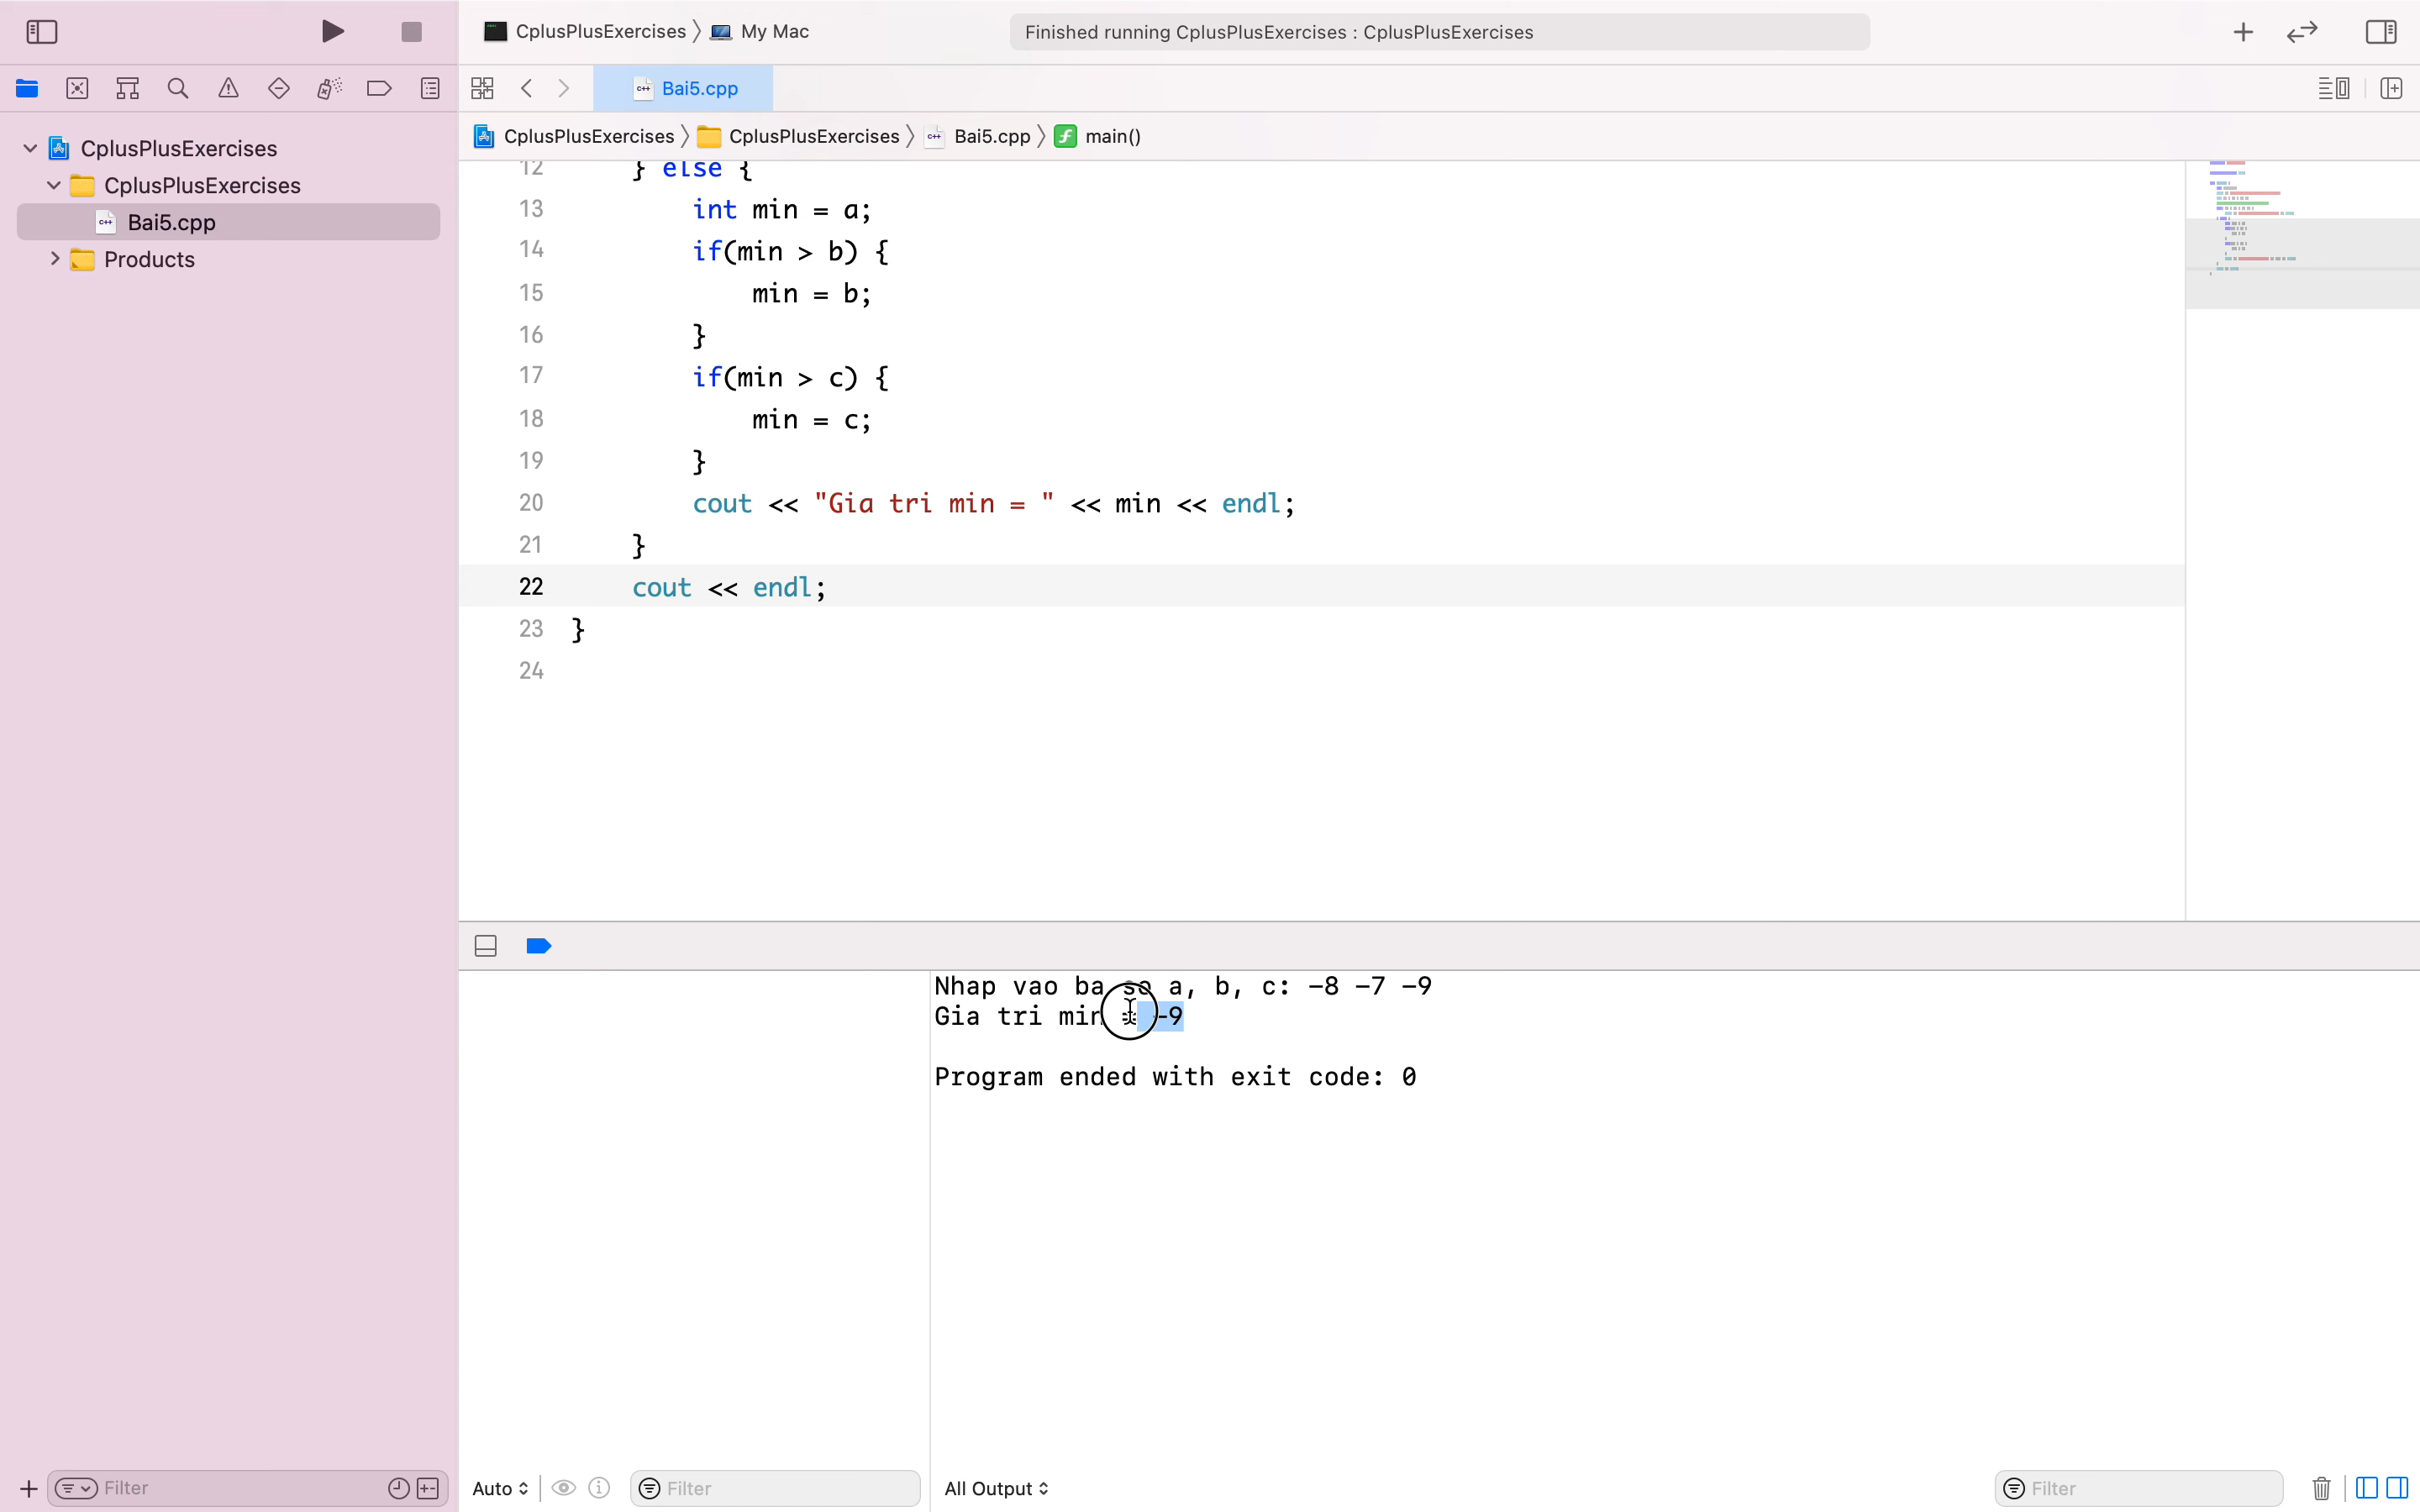 CplusPlusExercises 〉 My Mac
Finished running CplusPlusExercises : CplusPlusExercises
Bai5.cpp
CplusPlusExercises 〉 CplusPlusExercises 〉 Bai5.cpp 〉 main()
CplusPlusExercises
CplusPlusExercises
Bai5.cpp
Products
12 } else {
13 int min = a;
14 if(min > b) {
15 min = b;
16 }
17 if(min > c) {
18 min = c;
19 }
20 cout << "Gia tri min = " << min << endl;
21 }
22 cout << endl;
23 }
24
Nhap vao ba so a, b, c: -8 -7 -9
Gia tri min = -9
Program ended with exit code: 0
Filter
Auto
Filter
All Output
Filter